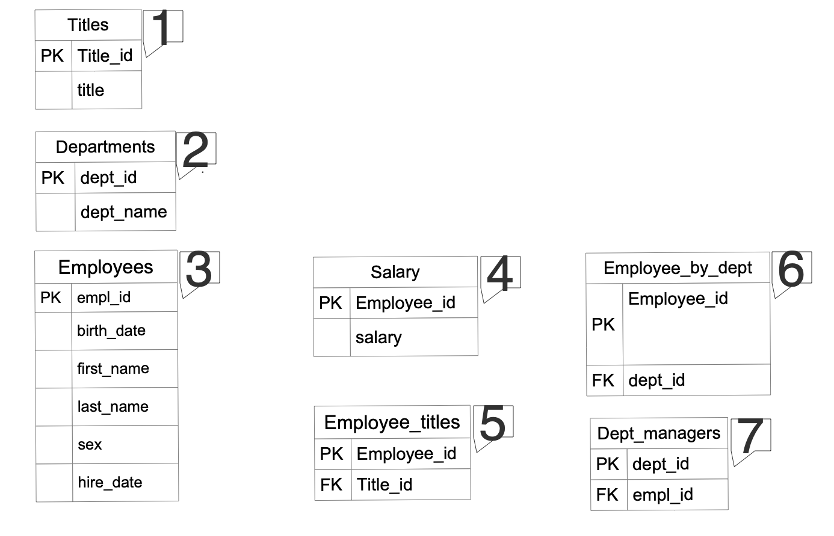 Titles
1
PK Title_id
title
Departments
2
PK dept_id
dept_name
Employees
3
PK empl_id
birth_date
first_name
last_name
sex
hire_date
Salary
4
PK Employee_id
salary
Employee_titles
5
PK Employee_id
FK Title_id
Employee_by_dept
6
Employee_id
PK
FK dept_id
Dept_managers
7
PK dept_id
FK empl_id